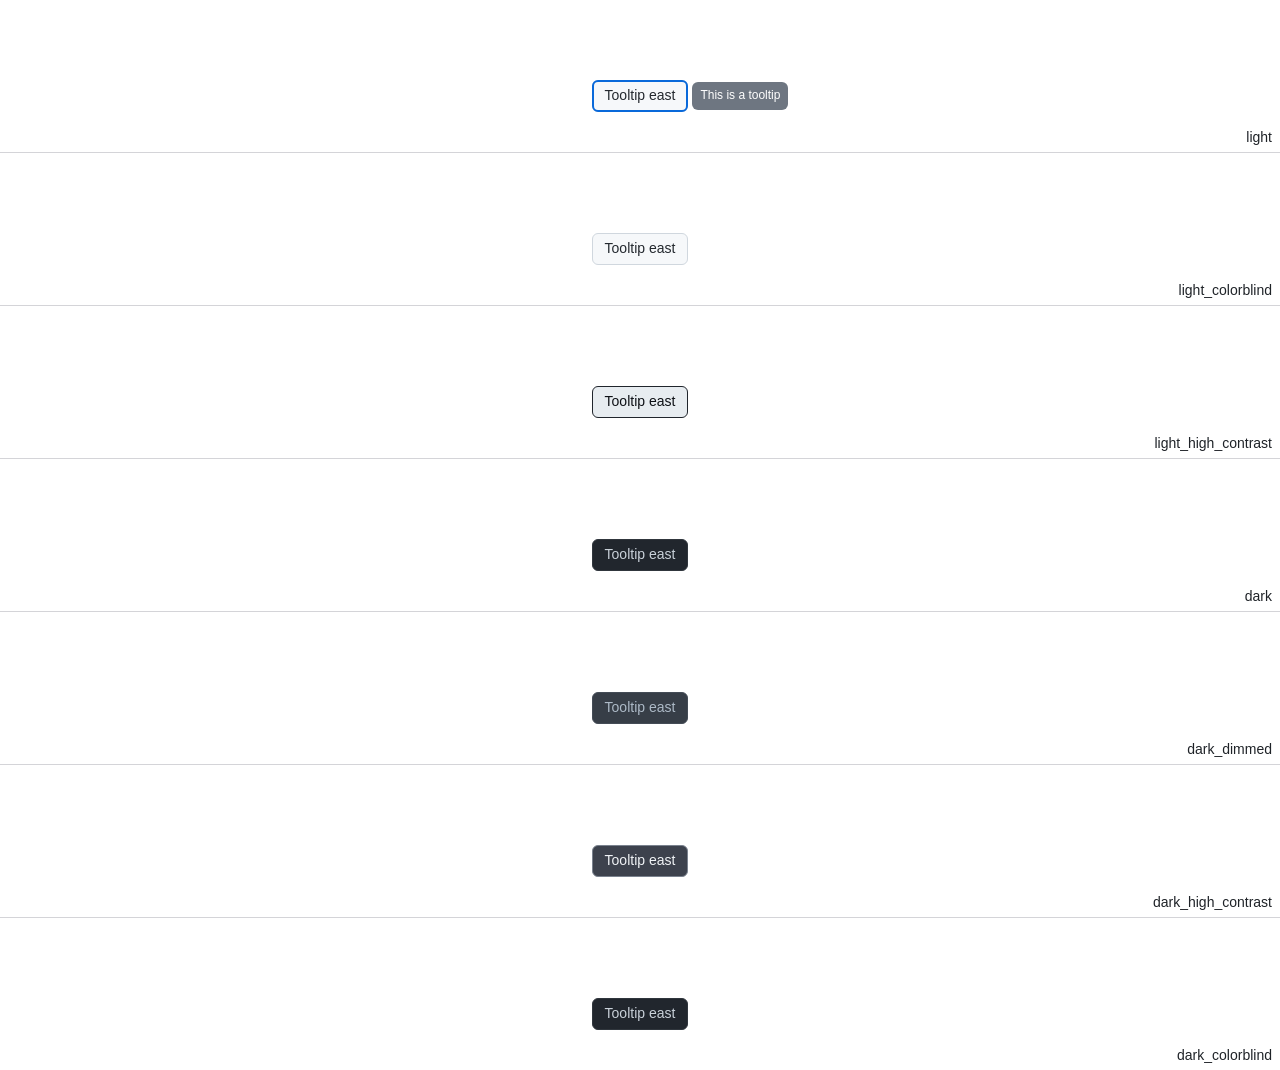 Tooltip east This is a tooltip
light
Tooltip east
light_colorblind
Tooltip east
light_high_contrast
Tooltip east
dark
Tooltip east
dark_dimmed
Tooltip east
dark_high_contrast
Tooltip east
dark_colorblind